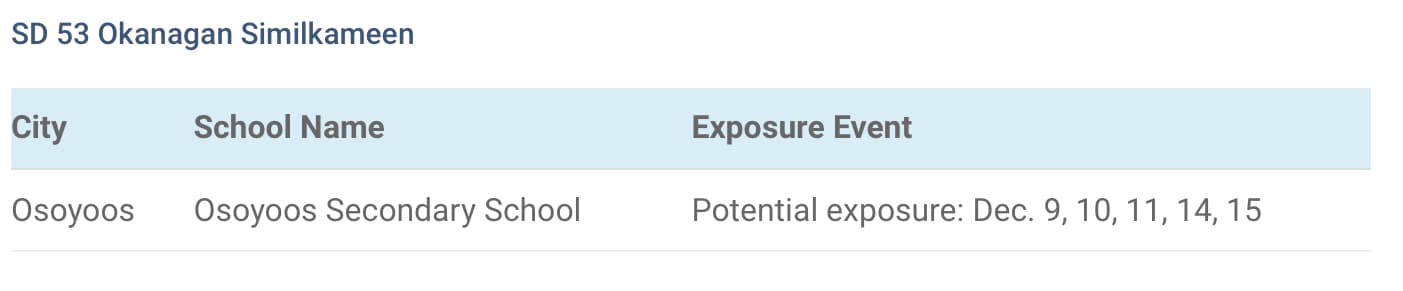 SD 53 Okanagan Similkameen
City School Name Exposure Event
Osoyoos Osoyoos Secondary School Potential exposure: Dec. 9, 10, 11, 14, 15